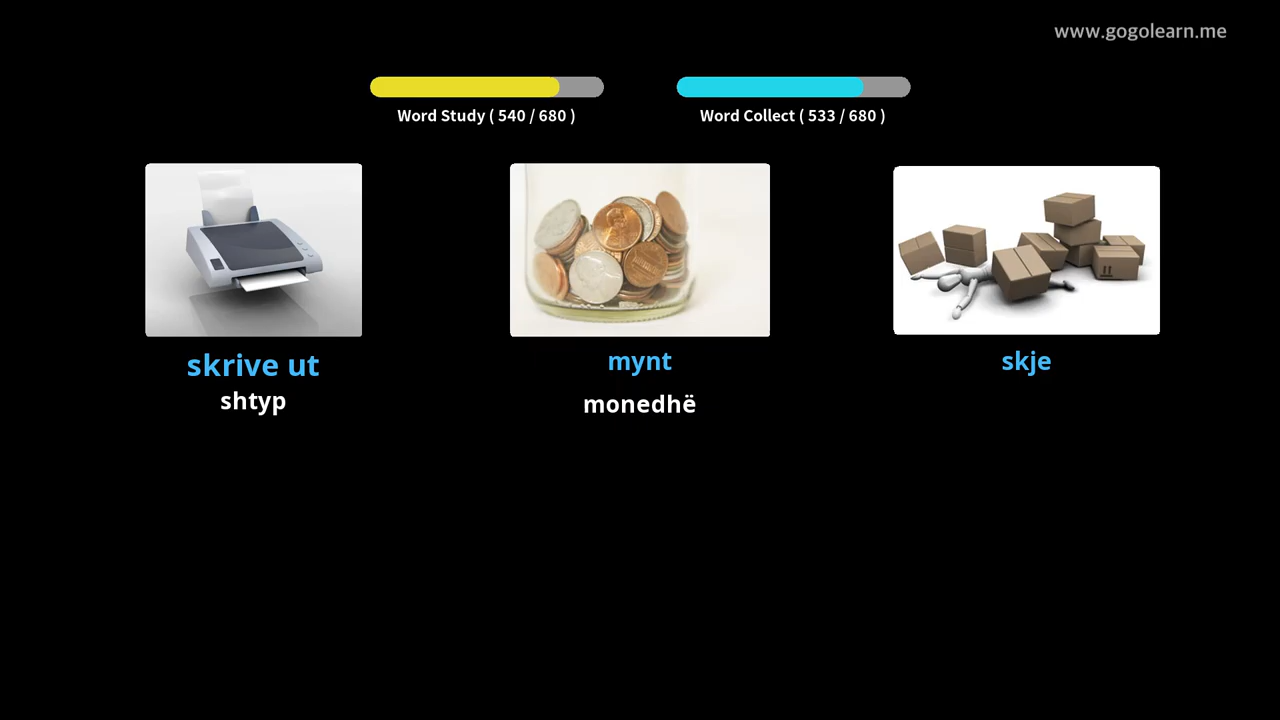 www.gogolearn.me
Word Study ( 540 / 680 )
Word Collect ( 533 / 680 )
skrive ut
shtyp
mynt
monedhë
skje